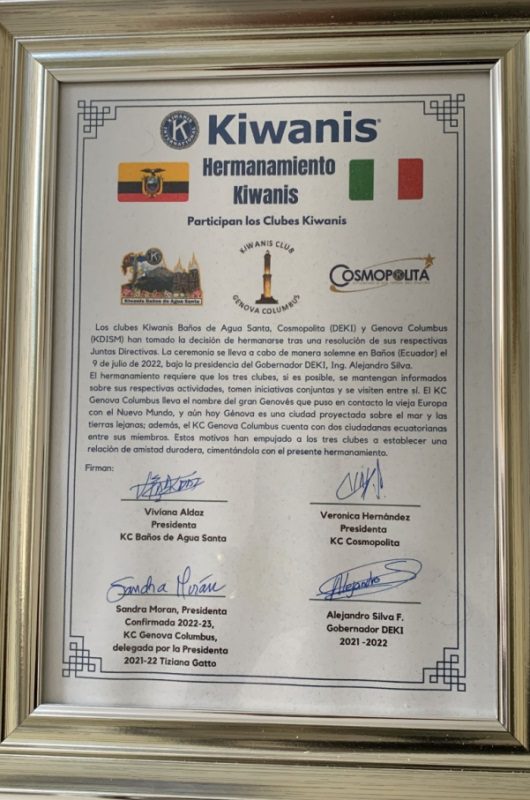 KIWANIS INTERNATIONAL
K
Kiwanis
Hermanamiento
Kiwanis
Participan los Clubes Kiwanis
Kiwanis Baños de Agua Santa
KIWANIS CLUB
GENOVA COLUMBUS
COSMOPOLITA
Los clubes Kiwanis Baños de Agua Santa, Cosmopolita (DEKI) y Genova Columbus
(KDISM) han tomado la decisión de hermanarse tras una resolución de sus respectivas
Juntas Directivas. La ceremonia se lleva a cabo de manera solemne en Baños (Ecuador) el
9 de julio de 2022, bajo la presidencia del Gobernador DEKI, Ing. Alejandro Silva.
El hermanamiento requiere que los tres clubes, si es posible, se mantengan informados
sobre sus respectivas actividades, tomen iniciativas conjuntas y se visiten entre sí. El KC
Genova Columbus lleva el nombre del gran Genovés que puso en contacto la vieja Europa
con el Nuevo Mundo, y aún hoy Génova es una ciudad proyectada sobre el mar y las
tierras lejanas; además, el KC Genova Columbus cuenta con dos ciudadanas ecuatorianas
entre sus miembros. Estos motivos han empujado a los tres clubes a establecer una
relación de amistad duradera, cimentándola con el presente hermanamiento.
Firman:
Viviana Aldaz
Presidenta
KC Baños de Agua Santa
Veronica Hernández
Presidenta
KC Cosmopolita
Sandra Morán
Sandra Moran, Presidenta
Confirmada 2022-23,
KC Genova Columbus,
delegada por la Presidenta
2021-22 Tiziana Gatto
Alejandro S
Alejandro Silva F.
Gobernador DEKI
2021 -2022